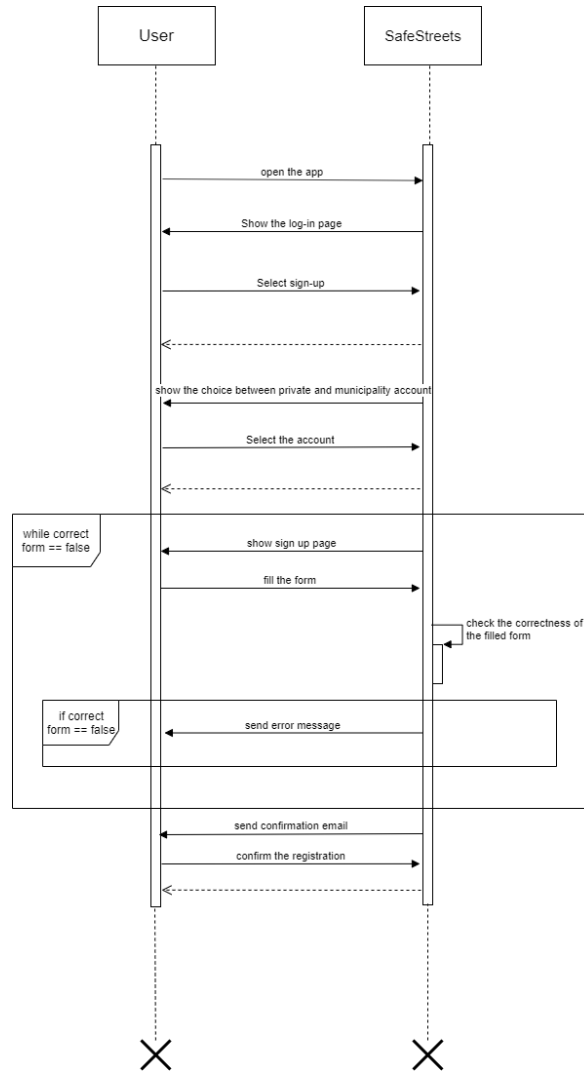 User
SafeStreets
open the app
Show the log-in page
Select sign-up
show the choice between private and municipality account
Select the account
while correct
form == false
show sign up page
fill the form
check the correctness of
the filled form
if correct
form == false
send error message
send confirmation email
confirm the registration